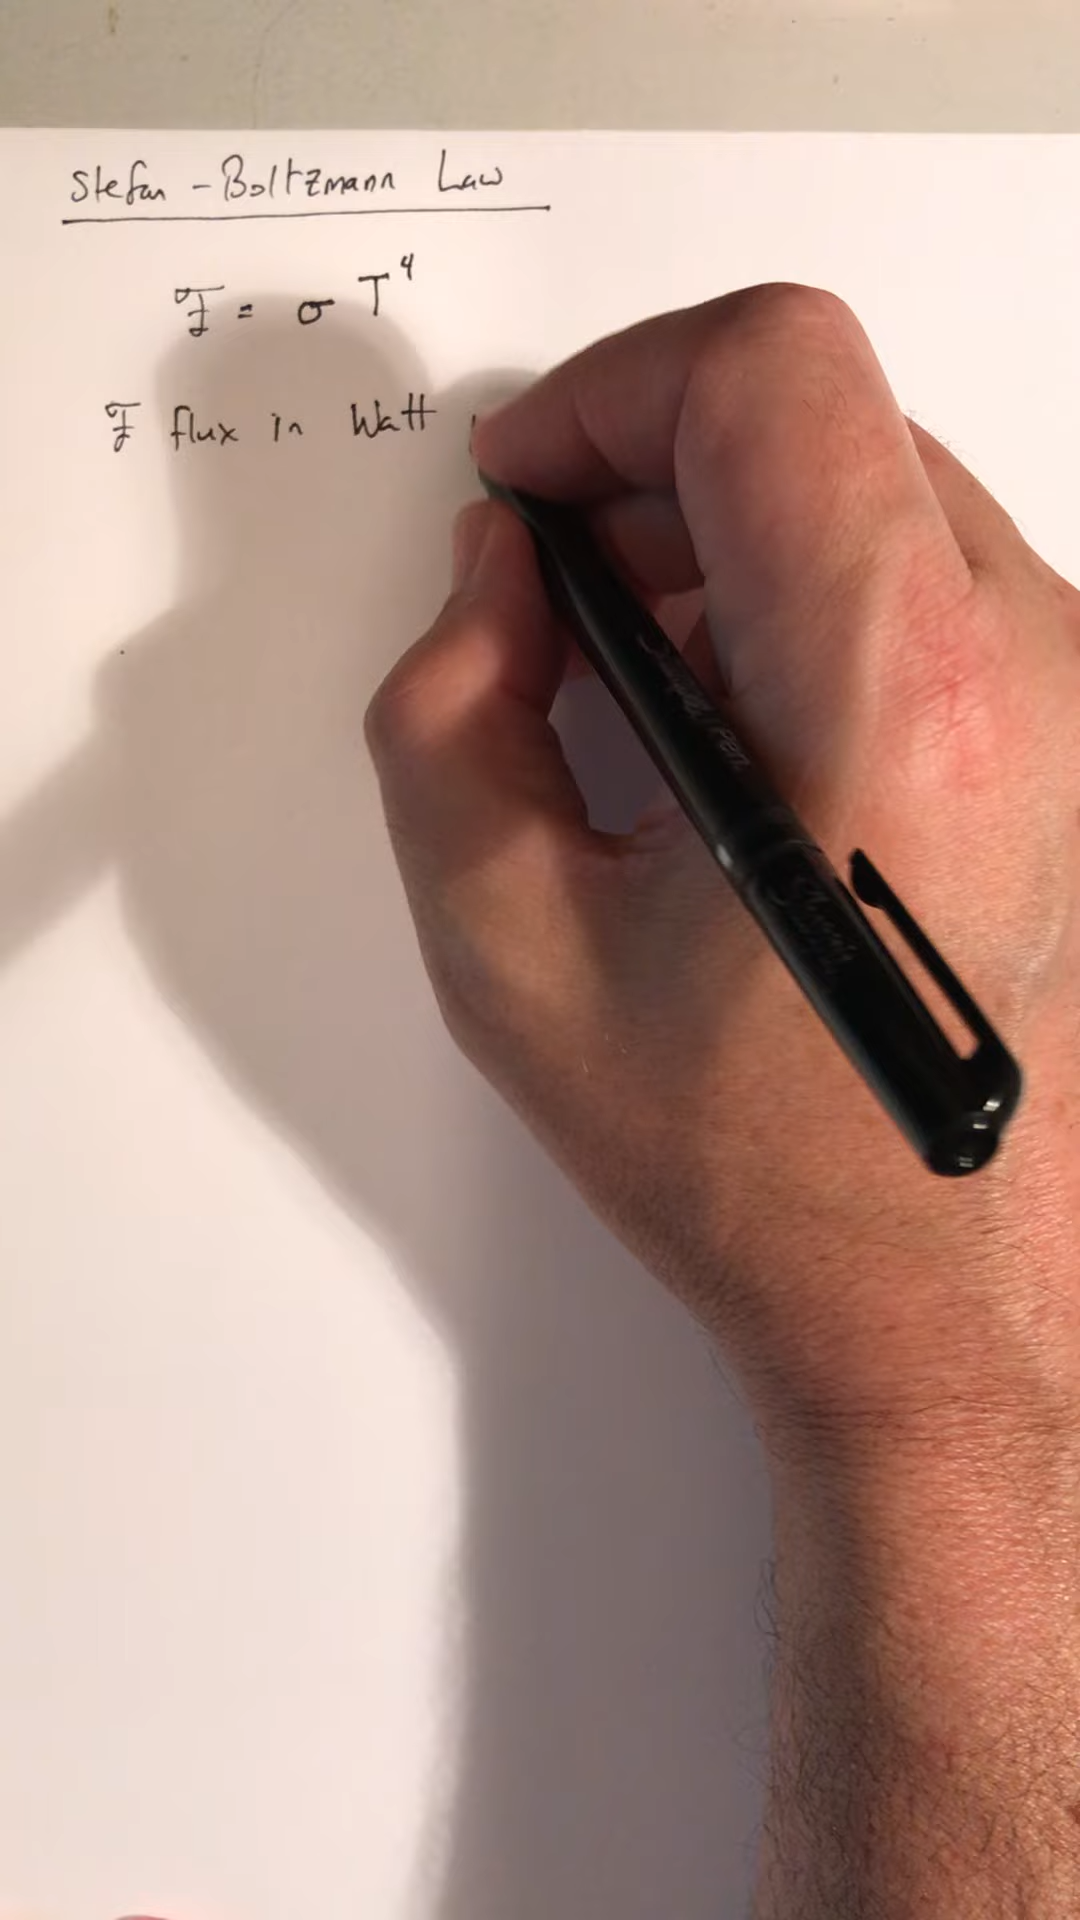 Stefan - Boltzmann Law
ℱ = σ T⁴
ℱ flux in Watt